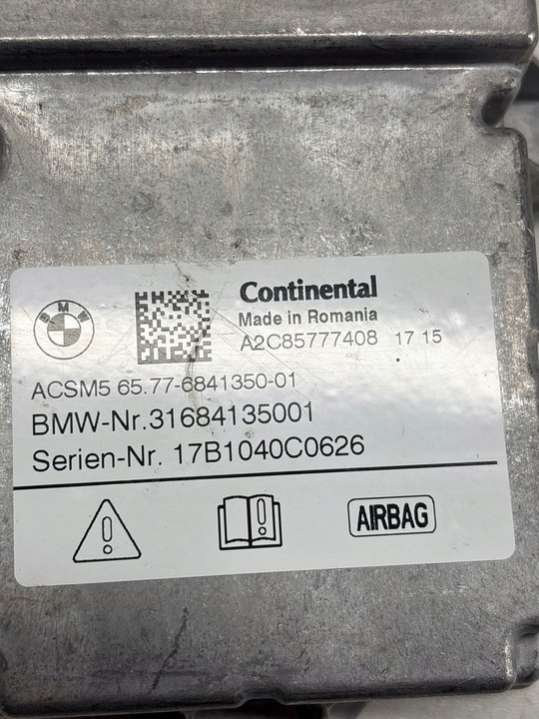 BMW
Continental
Made in Romania
A2C85777408 17 15
ACSM5 65.77-6841350-01
BMW-Nr.31684135001
Serien-Nr. 17B1040C0626
AIRBAG